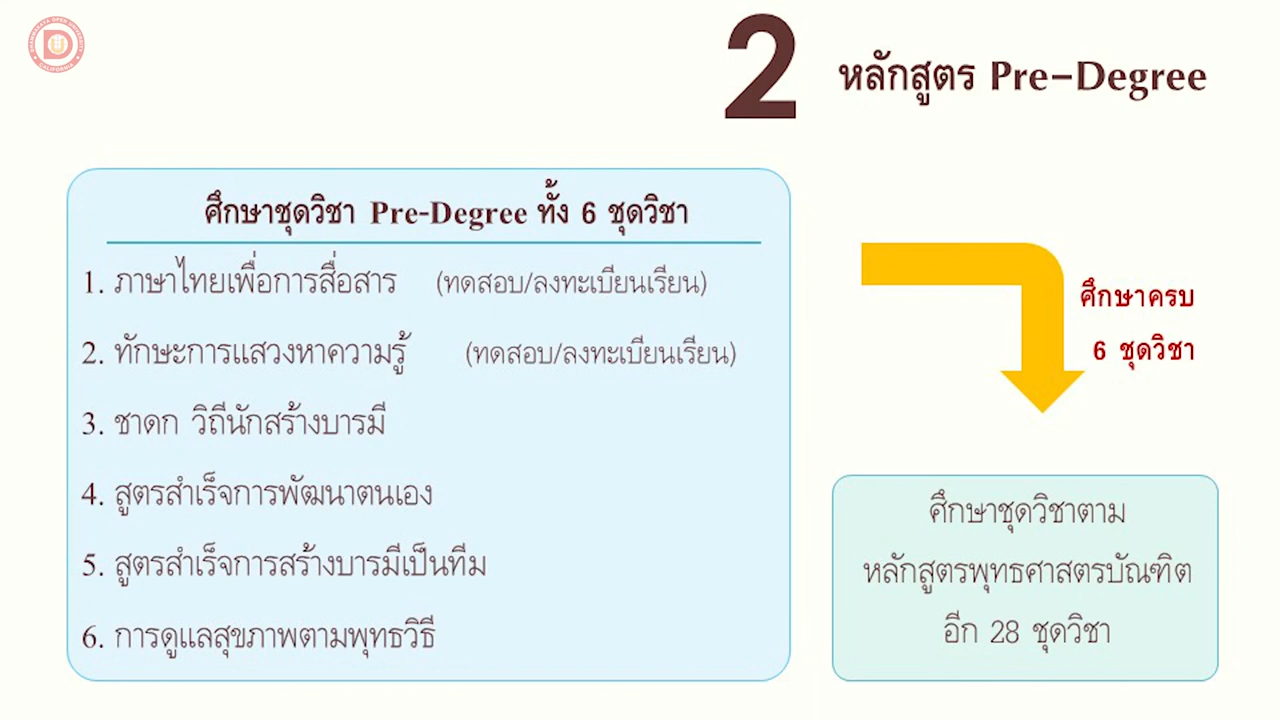 DHAMMAKAYA OPEN UNIVERSITY
CALIFORNIA
2 หลักสูตร Pre-Degree
ศึกษาชุดวิชา Pre-Degree ทั้ง 6 ชุดวิชา
1. ภาษาไทยเพื่อการสื่อสาร (ทดสอบ/ลงทะเบียนเรียน)
2. ทักษะการแสวงหาความรู้ (ทดสอบ/ลงทะเบียนเรียน)
3. ชาดก วิถีนักสร้างบารมี
4. สูตรสำเร็จการพัฒนาตนเอง
5. สูตรสำเร็จการสร้างบารมีเป็นทีม
6. การดูแลสุขภาพตามพุทธวิธี
ศึกษาครบ
6 ชุดวิชา
ศึกษาชุดวิชาตาม
หลักสูตรพุทธศาสตรบัณฑิต
อีก 28 ชุดวิชา